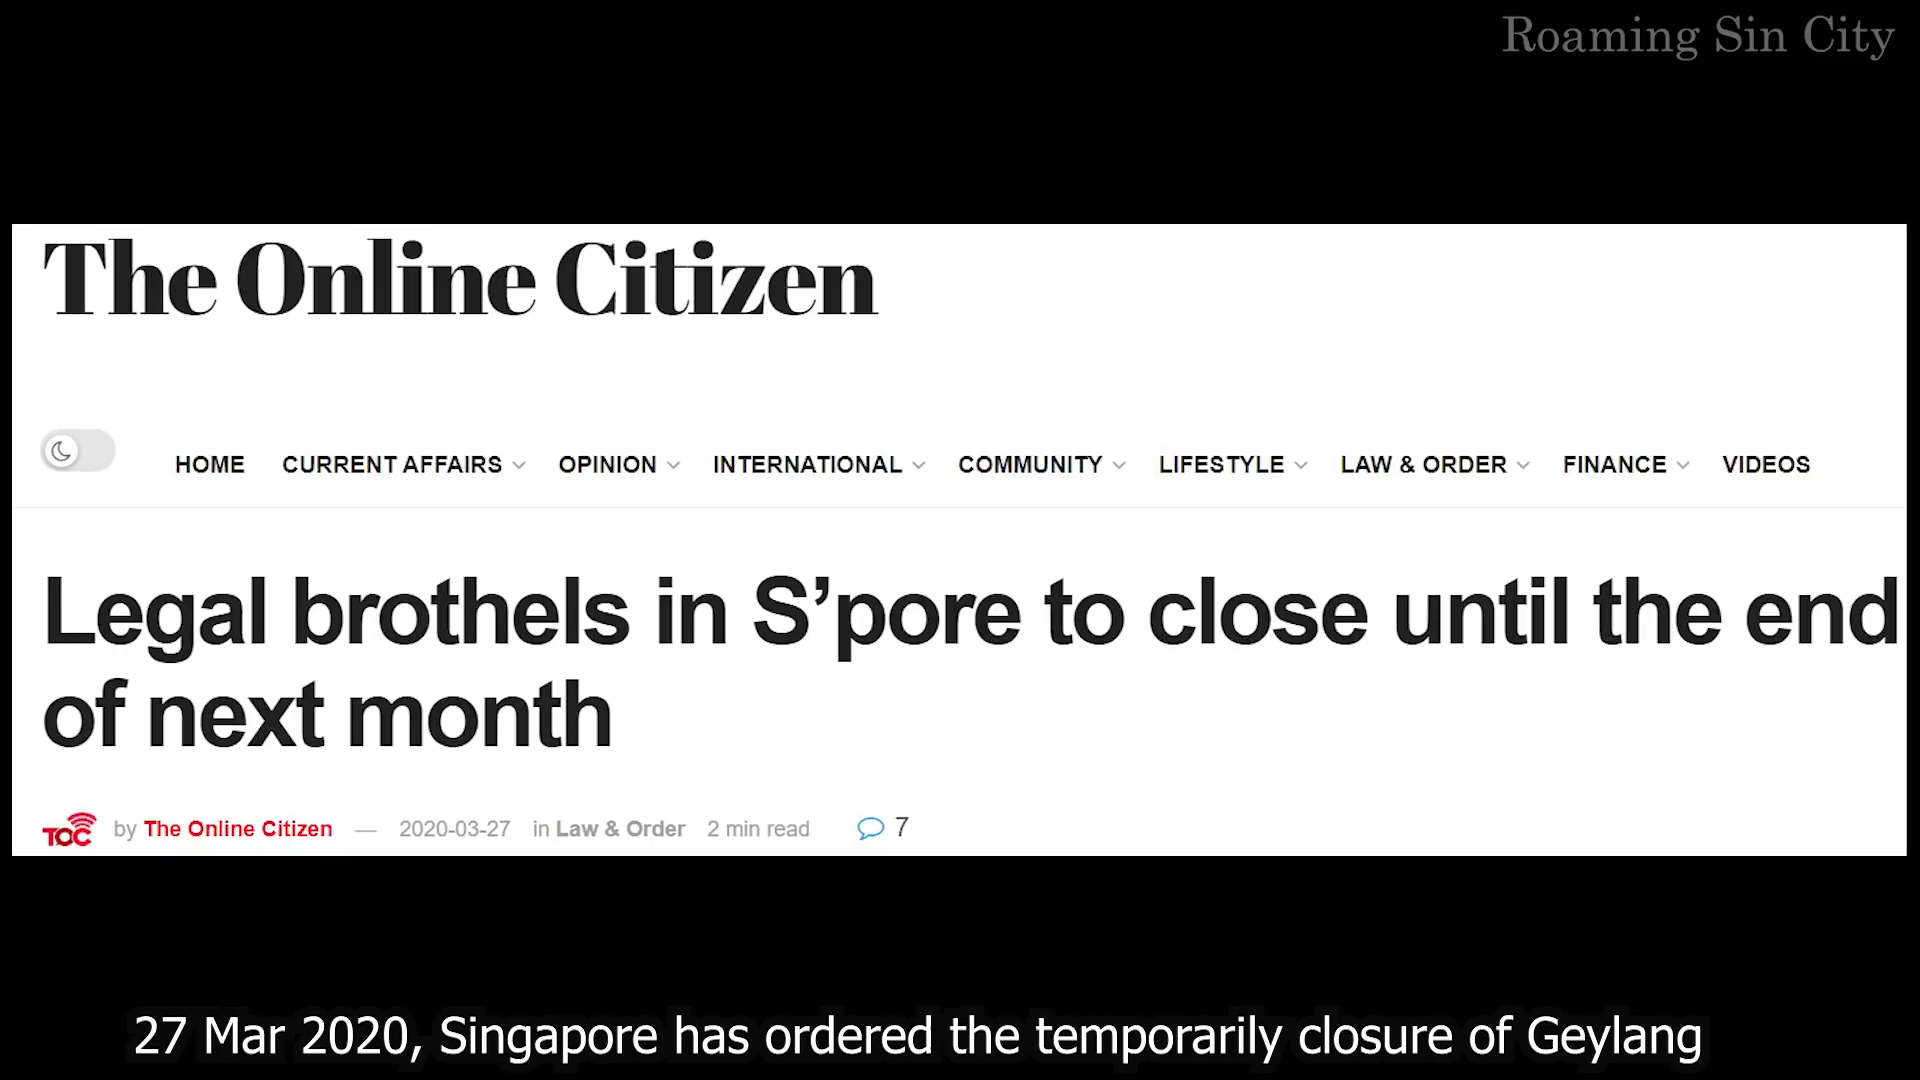 Roaming Sin City
The Online Citizen
HOME CURRENT AFFAIRS OPINION INTERNATIONAL COMMUNITY LIFESTYLE LAW & ORDER FINANCE VIDEOS
Legal brothels in S’pore to close until the end
of next month
TOC by The Online Citizen — 2020-03-27 in Law & Order 2 min read 7
27 Mar 2020, Singapore has ordered the temporarily closure of Geylang